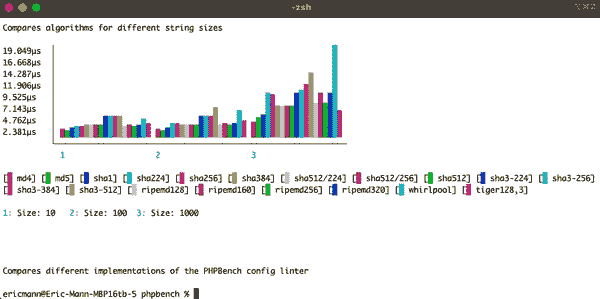 -zsh
Compares algorithms for different string sizes
19.049μs
16.668μs
14.287μs
11.906μs
9.525μs
7.143μs
4.762μs
2.381μs
1 2 3
[ md4] [ md5] [ sha1] [ sha224] [ sha256] [ sha384] [ sha512/224] [ sha512/256] [ sha512] [ sha3-224] [ sha3-256]
[ sha3-384] [ sha3-512] [ ripemd128] [ ripemd160] [ ripemd256] [ ripemd320] [ whirlpool] [ tiger128,3]
1: Size: 10 2: Size: 100 3: Size: 1000
Compares different implementations of the PHPBench config linter
ericmann@Eric-Mann-MBP16tb-5 phpbench %